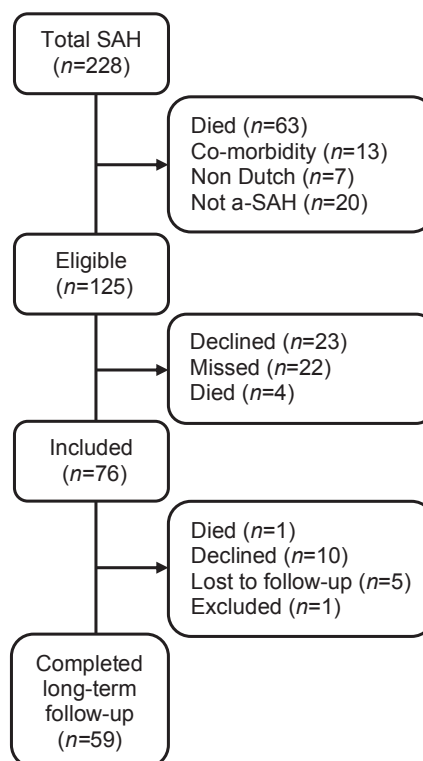 Total SAH
(n=228)
Died (n=63)
Co-morbidity (n=13)
Non Dutch (n=7)
Not a-SAH (n=20)
Eligible
(n=125)
Declined (n=23)
Missed (n=22)
Died (n=4)
Included
(n=76)
Died (n=1)
Declined (n=10)
Lost to follow-up (n=5)
Excluded (n=1)
Completed
long-term
follow-up
(n=59)